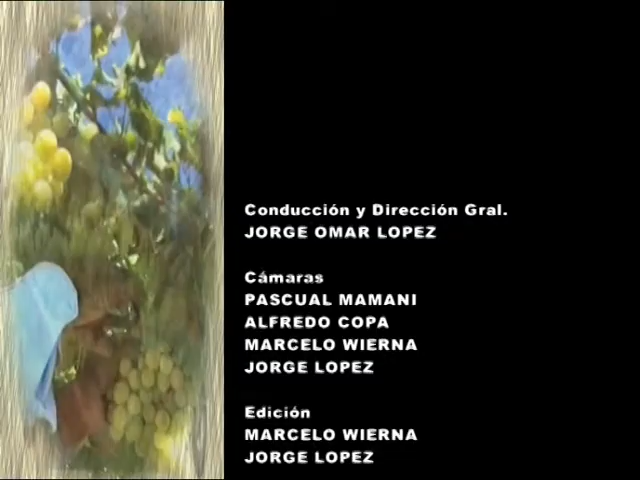 Conducción y Dirección Gral.
JORGE OMAR LOPEZ
Cámaras
PASCUAL MAMANI
ALFREDO COPA
MARCELO WIERNA
JORGE LOPEZ
Edición
MARCELO WIERNA
JORGE LOPEZ